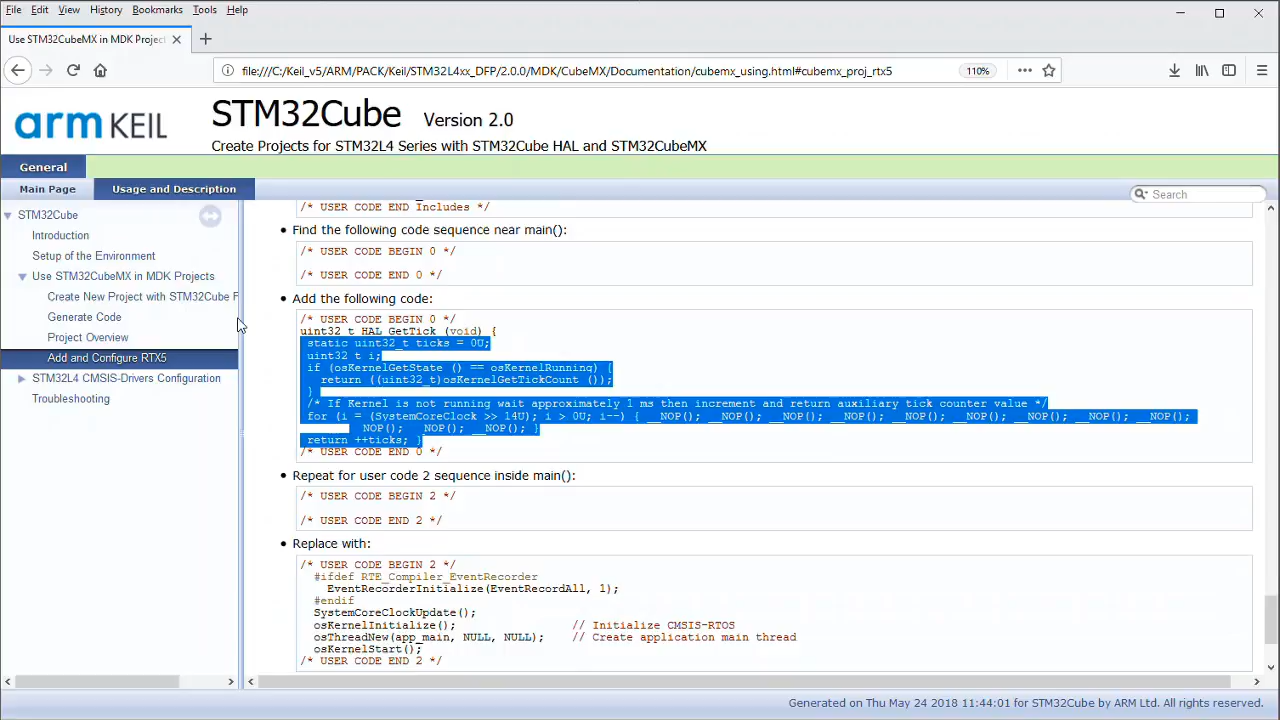 File Edit View History Bookmarks Tools Help
Use STM32CubeMX in MDK Projec
file:///C:/Keil_v5/ARM/PACK/Keil/STM32L4xx_DFP/2.0.0/MDK/CubeMX/Documentation/cubemx_using.html#cubemx_proj_rtx5 110%
arm KEIL
STM32Cube Version 2.0
Create Projects for STM32L4 Series with STM32Cube HAL and STM32CubeMX
General
Main Page Usage and Description
Search
STM32Cube
Introduction
Setup of the Environment
Use STM32CubeMX in MDK Projects
Create New Project with STM32Cube F
Generate Code
Project Overview
Add and Configure RTX5
STM32L4 CMSIS-Drivers Configuration
Troubleshooting
/* USER CODE END Includes */
• Find the following code sequence near main():
/* USER CODE BEGIN 0 */
/* USER CODE END 0 */
• Add the following code:
/* USER CODE BEGIN 0 */
uint32_t HAL_GetTick (void) {
static uint32_t ticks = 0U;
uint32_t i;
if (osKernelGetState () == osKernelRunning) {
return ((uint32_t)osKernelGetTickCount ());
}
/* If Kernel is not running wait approximately 1 ms then increment and return auxiliary tick counter value */
for (i = (SystemCoreClock >> 14U); i > 0U; i--) { __NOP(); __NOP(); __NOP(); __NOP(); __NOP(); __NOP(); __NOP(); __NOP(); __NOP();
__NOP(); __NOP(); __NOP(); }
return ++ticks; }
/* USER CODE END 0 */
• Repeat for user code 2 sequence inside main():
/* USER CODE BEGIN 2 */
/* USER CODE END 2 */
• Replace with:
/* USER CODE BEGIN 2 */
#ifdef RTE_Compiler_EventRecorder
EventRecorderInitialize(EventRecordAll, 1);
#endif
SystemCoreClockUpdate();
osKernelInitialize(); // Initialize CMSIS-RTOS
osThreadNew(app_main, NULL, NULL); // Create application main thread
osKernelStart();
/* USER CODE END 2 */
Generated on Thu May 24 2018 11:44:01 for STM32Cube by ARM Ltd. All rights reserved.